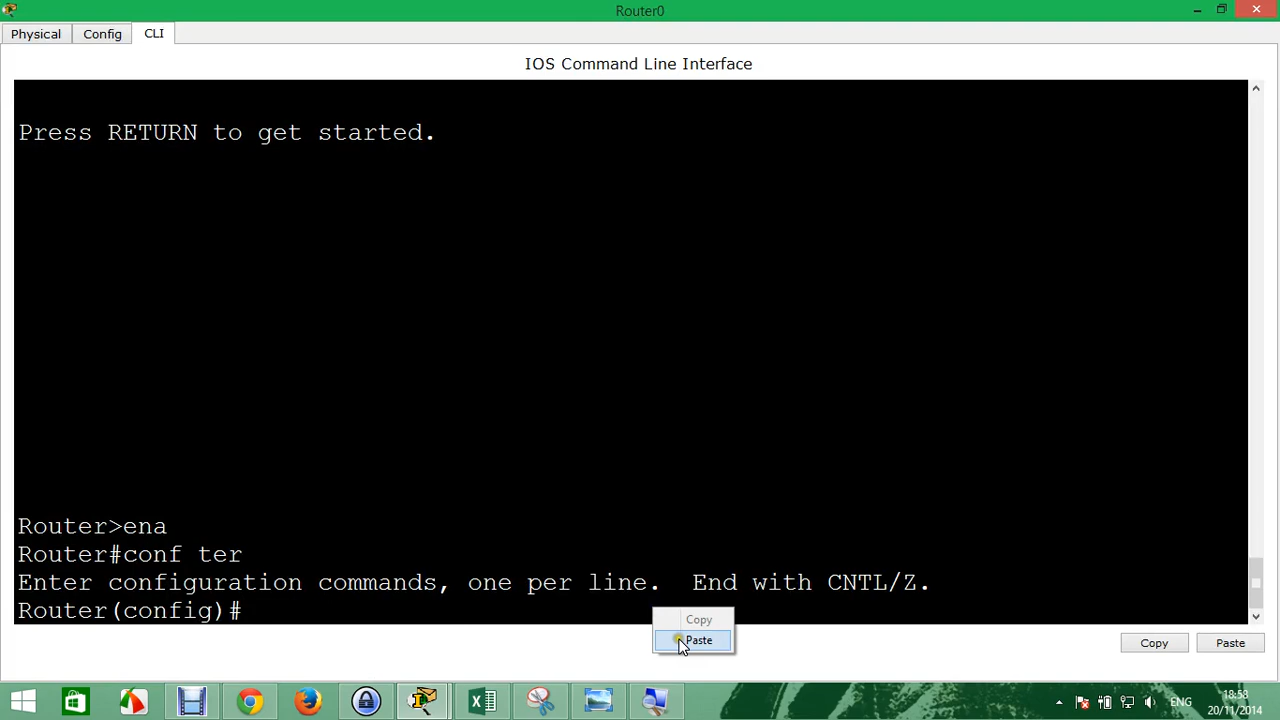 Router0
Physical
Config
CLI
IOS Command Line Interface
Press RETURN to get started.
Router>ena
Router#conf ter
Enter configuration commands, one per line.  End with CNTL/Z.
Router(config)#
Copy
Paste
Copy
Paste
ENG
18:53
20/11/2014